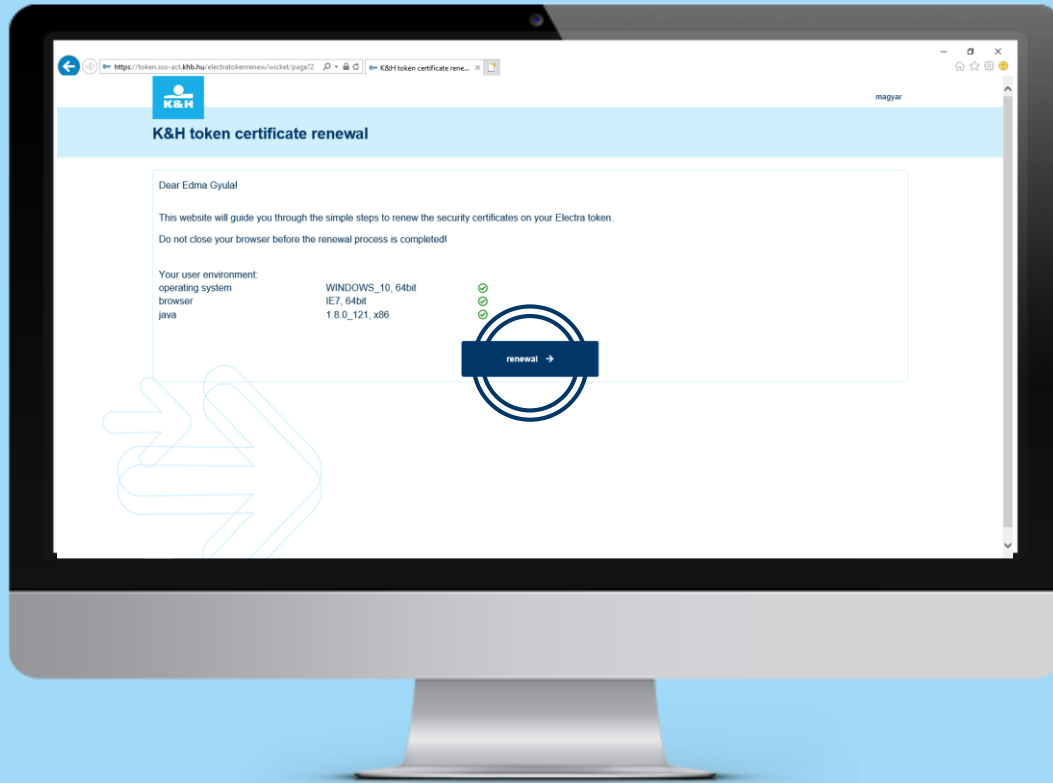 https://token.sso-act.khb.hu/electratokenrenew/wicket/page?2
K&H token certificate rene...
K&H
magyar
K&H token certificate renewal
Dear Edma Gyula!
This website will guide you through the simple steps to renew the security certificates on your Electra token.
Do not close your browser before the renewal process is completed!
Your user environment:
operating system WINDOWS_10, 64bit
browser IE7, 64bit
java 1.8.0_121, x86
renewal →